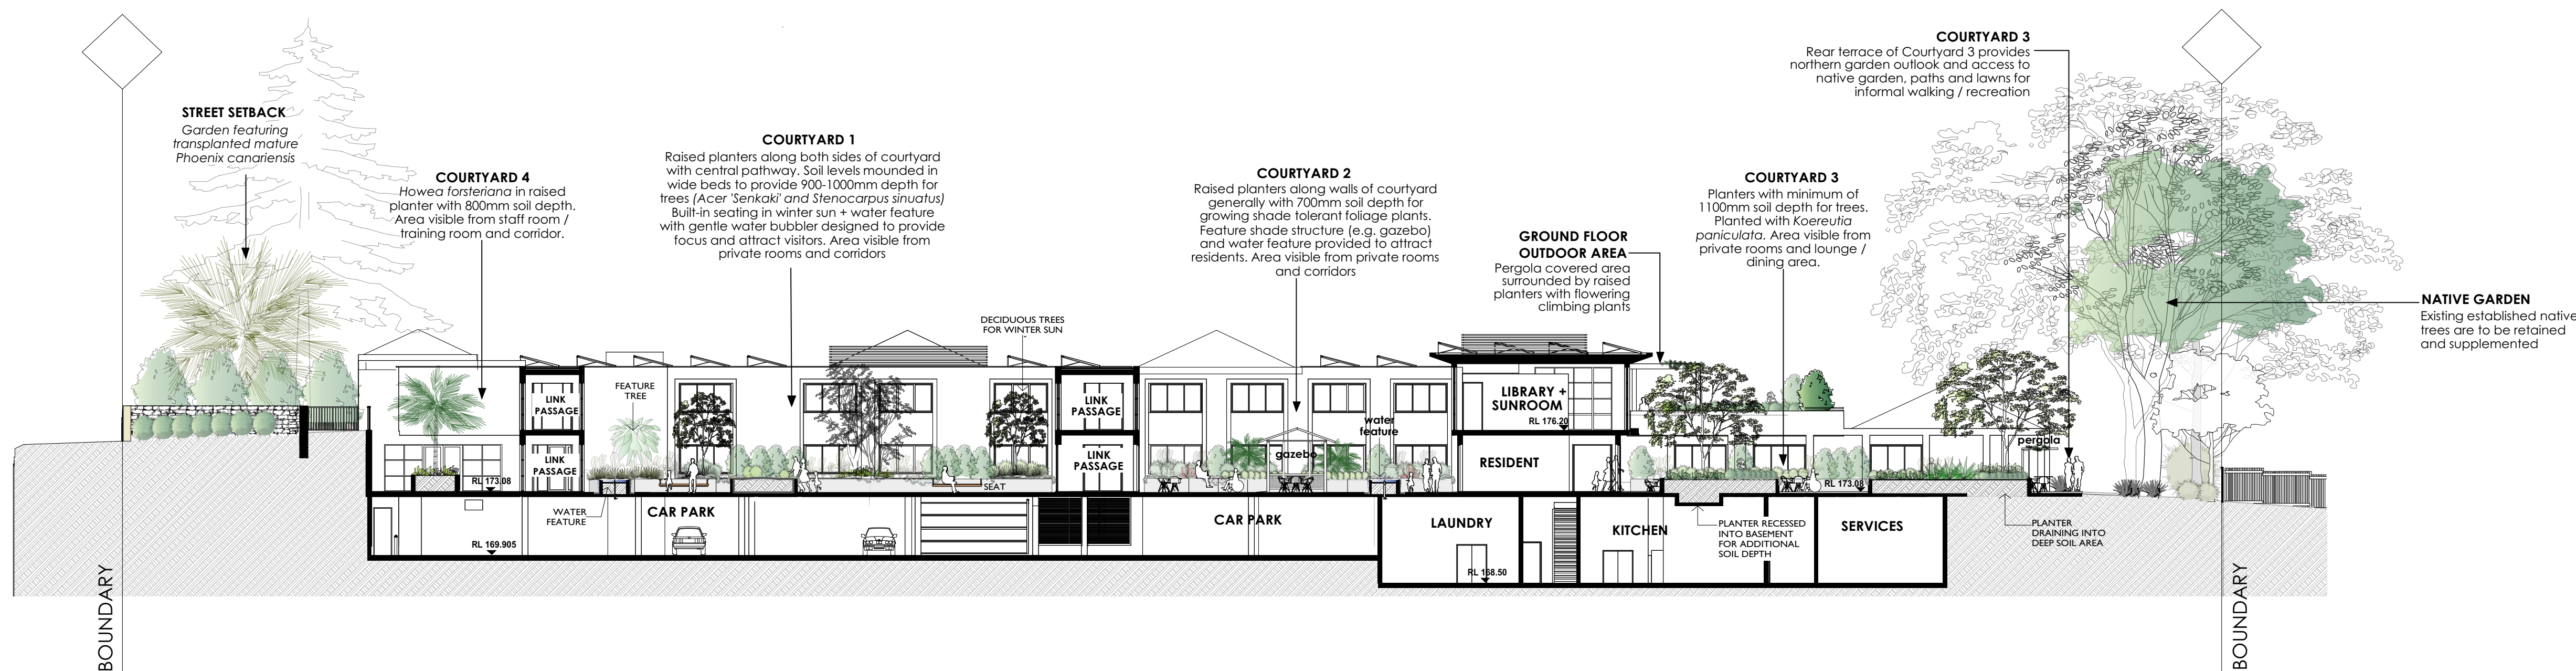 STREET SETBACK
Garden featuring
transplanted mature
Phoenix canariensis
COURTYARD 4
Howea forsteriana in raised
planter with 800mm soil depth.
Area visible from staff room /
training room and corridor.
COURTYARD 1
Raised planters along both sides of courtyard
with central pathway. Soil levels mounded in
wide beds to provide 900-1000mm depth for
trees (Acer 'Senkaki' and Stenocarpus sinuatus)
Built-in seating in winter sun + water feature
with gentle water bubbler designed to provide
focus and attract visitors. Area visible from
private rooms and corridors
COURTYARD 2
Raised planters along walls of courtyard
generally with 700mm soil depth for
growing shade tolerant foliage plants.
Feature shade structure (e.g. gazebo)
and water feature provided to attract
residents. Area visible from private rooms
and corridors
GROUND FLOOR
OUTDOOR AREA
Pergola covered area
surrounded by raised
planters with flowering
climbing plants
COURTYARD 3
Planters with minimum of
1100mm soil depth for trees.
Planted with Koereutia
paniculata. Area visible from
private rooms and lounge /
dining area.
COURTYARD 3
Rear terrace of Courtyard 3 provides
northern garden outlook and access to
native garden, paths and lawns for
informal walking / recreation
NATIVE GARDEN
Existing established native
trees are to be retained
and supplemented
DECIDUOUS TREES
FOR WINTER SUN
FEATURE
TREE
LINK
PASSAGE
LINK
PASSAGE
LINK
PASSAGE
LINK
PASSAGE
LIBRARY +
SUNROOM
RL 176.20
water
feature
gazebo
RESIDENT
pergola
RL 173.08
SEAT
RL 173.08
WATER
FEATURE
CAR PARK
CAR PARK
LAUNDRY
KITCHEN
PLANTER RECESSED
INTO BASEMENT
FOR ADDITIONAL
SOIL DEPTH
SERVICES
PLANTER
DRAINING INTO
DEEP SOIL AREA
RL 169.905
RL 168.50
BOUNDARY
BOUNDARY